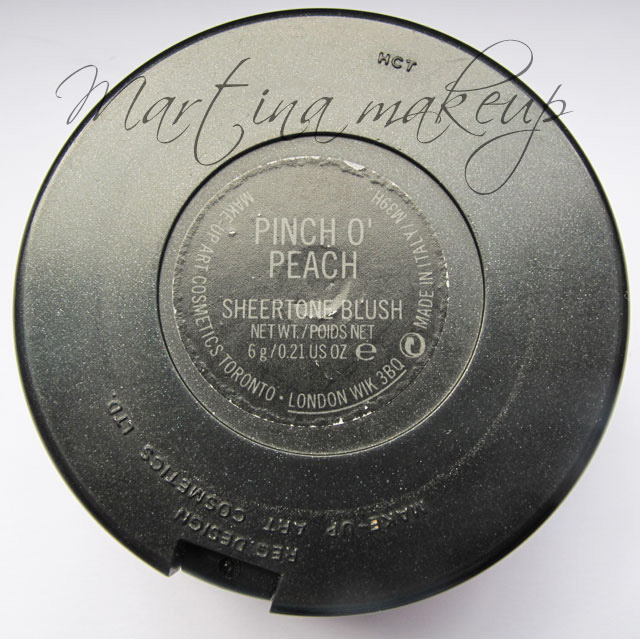 HCT
Martina makeup
PINCH O'
PEACH
SHEERTONE BLUSH
NET WT./POIDS NET
6 g/0.21 US OZ ℮
MAKE-UP ART COSMETICS TORONTO · LONDON W1K 3BQ
MADE IN ITALY/M39H
MAKE-UP ART COSMETICS LTD.
REG.DESIGN